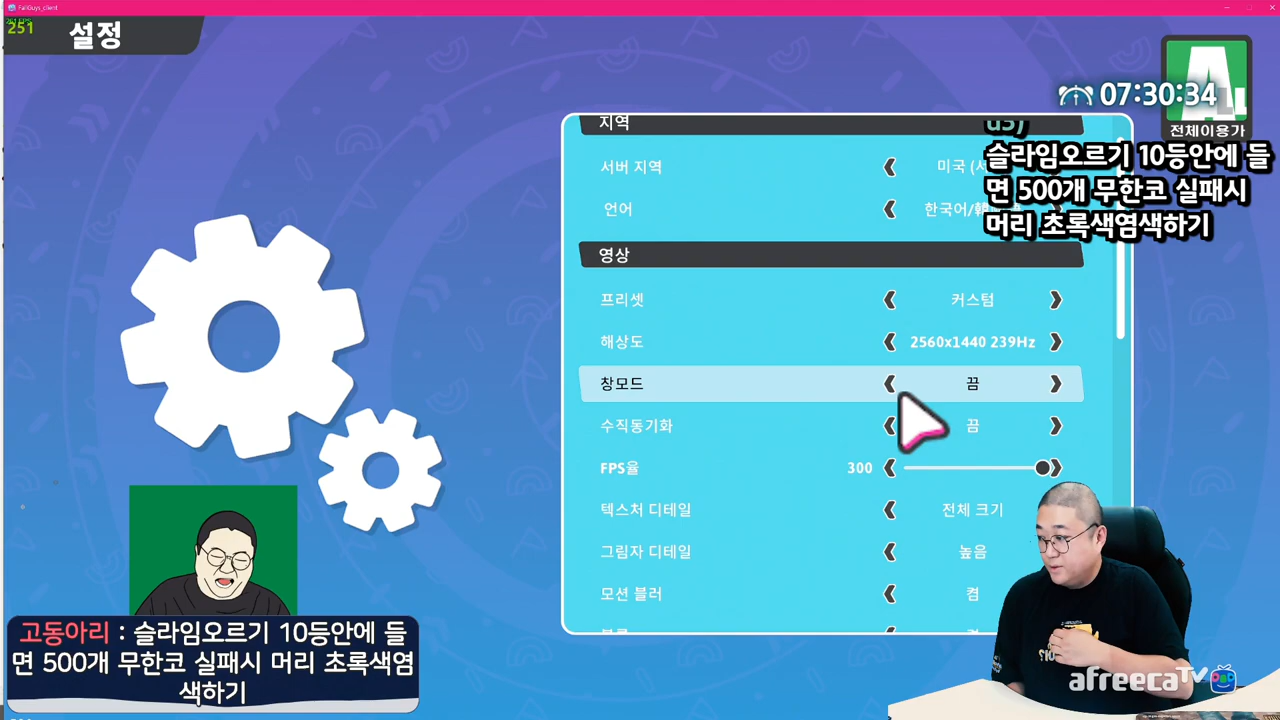 FallGuys_client
251
설정
07:30:34
전체이용가
슬라임오르기 10등안에 들
면 500개 무한코 실패시
머리 초록색염색하기
지역
서버 지역
미국
언어
한국어/
영상
프리셋
커스텀
해상도
2560x1440 239Hz
창모드
끔
수직동기화
끔
FPS율
300
텍스처 디테일
전체 크기
그림자 디테일
높음
모션 블러
켬
고동아리 : 슬라임오르기 10등안에 들
면 500개 무한코 실패시 머리 초록색염
색하기
afreecaTV